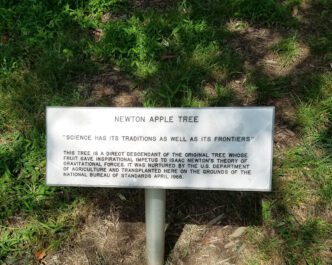 NEWTON APPLE TREE
"SCIENCE HAS ITS TRADITIONS AS WELL AS ITS FRONTIERS"
THIS TREE IS A DIRECT DESCENDANT OF THE ORIGINAL TREE WHOSE
FRUIT GAVE INSPIRATIONAL IMPETUS TO ISAAC NEWTON'S THEORY OF
GRAVITATIONAL FORCES. IT WAS NURTURED BY THE U.S. DEPARTMENT
OF AGRICULTURE AND TRANSPLANTED HERE ON THE GROUNDS OF THE
NATIONAL BUREAU OF STANDARDS APRIL 1966.